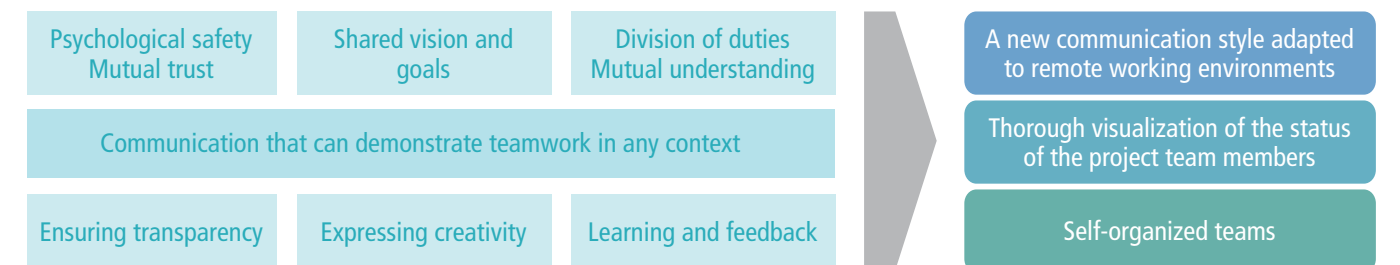 Psychological safety
Mutual trust
Shared vision and
goals
Division of duties
Mutual understanding
Communication that can demonstrate teamwork in any context
Ensuring transparency
Expressing creativity
Learning and feedback
A new communication style adapted
to remote working environments
Thorough visualization of the status
of the project team members
Self-organized teams